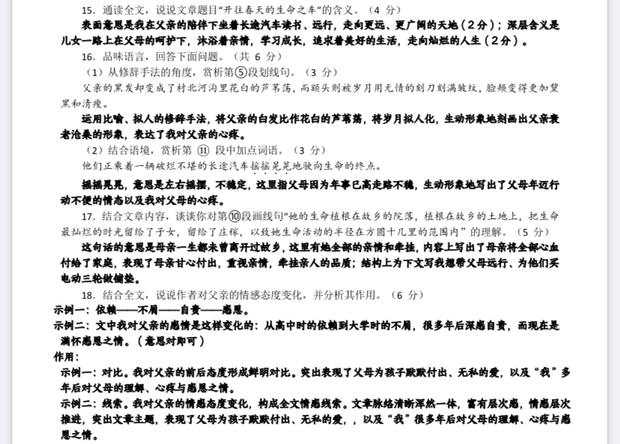 15. 通读全文，说说文章题目“开往春天的生命之车”的含义。（4 分）
表面意思是我在父亲的陪伴下坐着长途汽车读书、远行，走向更远、更广阔的天地（2分）；深层含义是
儿女一路上在父母的呵护下，沐浴着亲情，学习成长，追求着美好的生活，走向灿烂的人生（2分）。
16. 品味语言，回答下面问题。（共 6 分）
（1）从修辞手法的角度，赏析第⑤段划线句。（3 分）
父亲的黑发却变成了村北河沟里花白的芦苇荡，而额头则被岁月用无情的刻刀刻满皱纹，脸颊变得更加黧
黑和清瘦。
运用比喻、拟人的修辞手法，将父亲的白发比作花白的芦苇荡，将岁月拟人化，生动形象地刻画出父亲衰
老沧桑的形象，表达了我对父亲的心疼。
（2）结合语境，赏析第 ⑪ 段中加点词语。（3 分）
他们正乘着一辆破烂不堪的长途汽车摇摇晃晃地驶向生命的终点。
摇摇晃晃，意思是左右摇摆，不稳定，这里指父母因为年事已高走路不稳，生动形象地写出了父母年迈行
动不便的情态以及我对父母的心疼。
17. 结合文章内容，谈谈你对第⑩段画线句“她的生命植根在故乡的院落，植根在故乡的土地上，把生命
最灿烂的时光留给了子女，留给了庄稼，以致她生命活动的半径在方圆十几里的范围内”的理解。（5 分）
这句话的意思是母亲一生都未曾离开过故乡，这里有她全部的亲情和牵挂，内容上写出了母亲将全部心血
付给了家庭，表现了母亲甘心付出，重视亲情，牵挂亲人的品质；结构上为下文写我想带父母远行、为他们买
电动三轮做铺垫。
18. 结合全文，说说作者对父亲的情感态度变化，并分析其作用。（6 分）
示例一：依赖——不屑——自责——感恩。
示例二：文中我对父亲的感情是这样变化的：从高中时的依赖到大学时的不屑，很多年后深感自责，而现在是
满怀感恩之情。（意思对即可）
作用：
示例一：对比。我对父亲的前后态度形成鲜明对比。突出表现了父母为孩子默默付出、无私的爱，以及“我”多
年后对父母的理解、心疼与感恩之情。
示例二：线索。我对父亲的情感态度变化，构成全文情感线索。文章脉络清晰浑然一体，富有层次感，情感层次
推进，突出文章主题，表现了父母为孩子默默付出、无私的爱，，以及“我”很多年后对父母的理解、心疼与感
恩之情。